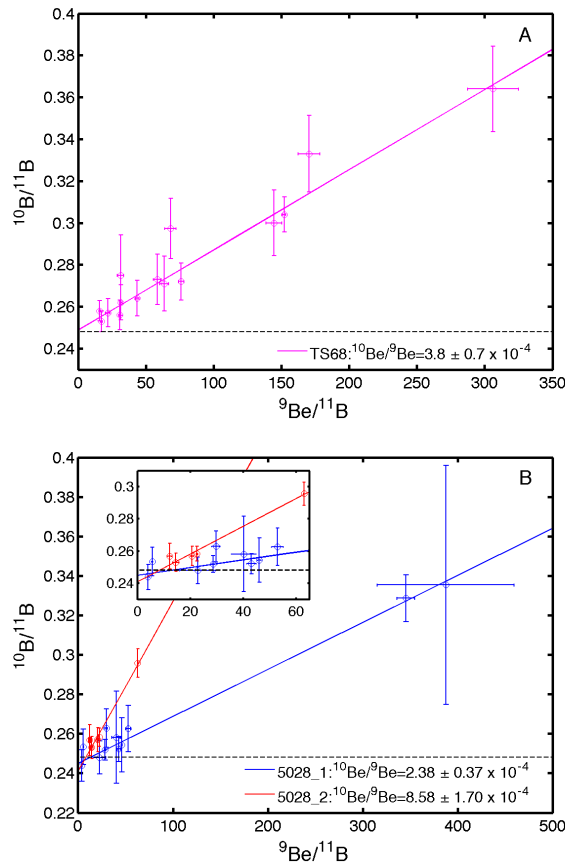 A
0.4
0.36
0.32
0.3
0.28
0.26
0.24
¹⁰B/¹¹B
TS68:¹⁰Be/⁹Be=3.8 ± 0.7 x 10⁻⁴
0 50 100 150 200 250 300 350
⁹Be/¹¹B
B
0.4
0.38
0.36
0.34
0.32
0.3
0.28
0.26
0.24
0.22
¹⁰B/¹¹B
0.3
0.28
0.26
0.24
0 20 40 60
5028_1:¹⁰Be/⁹Be=2.38 ± 0.37 x 10⁻⁴
5028_2:¹⁰Be/⁹Be=8.58 ± 1.70 x 10⁻⁴
0 100 200 300 400 500
⁹Be/¹¹B